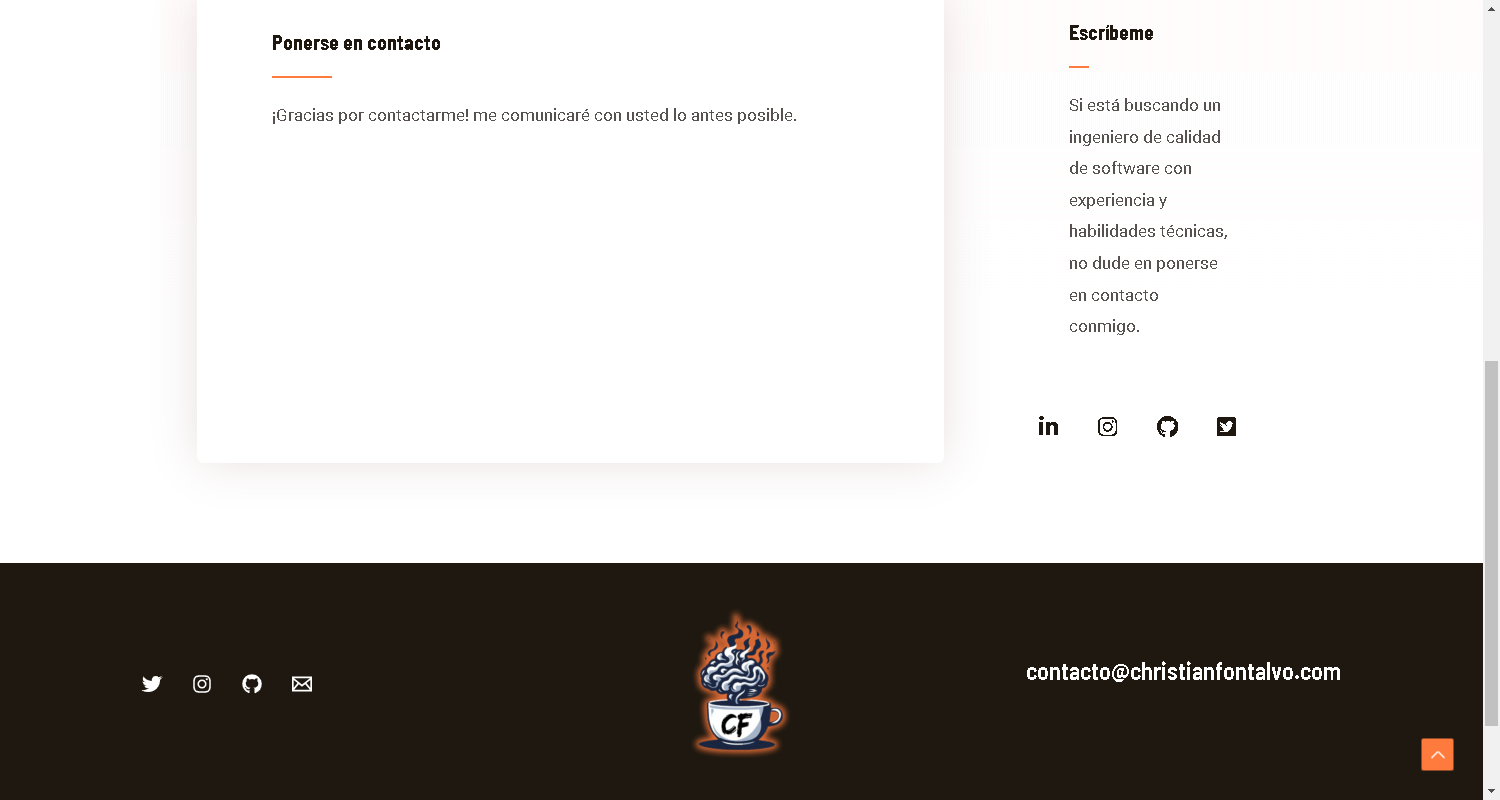 Ponerse en contacto
¡Gracias por contactarme! me comunicaré con usted lo antes posible.
Escríbeme
Si está buscando un
ingeniero de calidad
de software con
experiencia y
habilidades técnicas,
no dude en ponerse
en contacto
conmigo.
in
CF
contacto@christianfontalvo.com